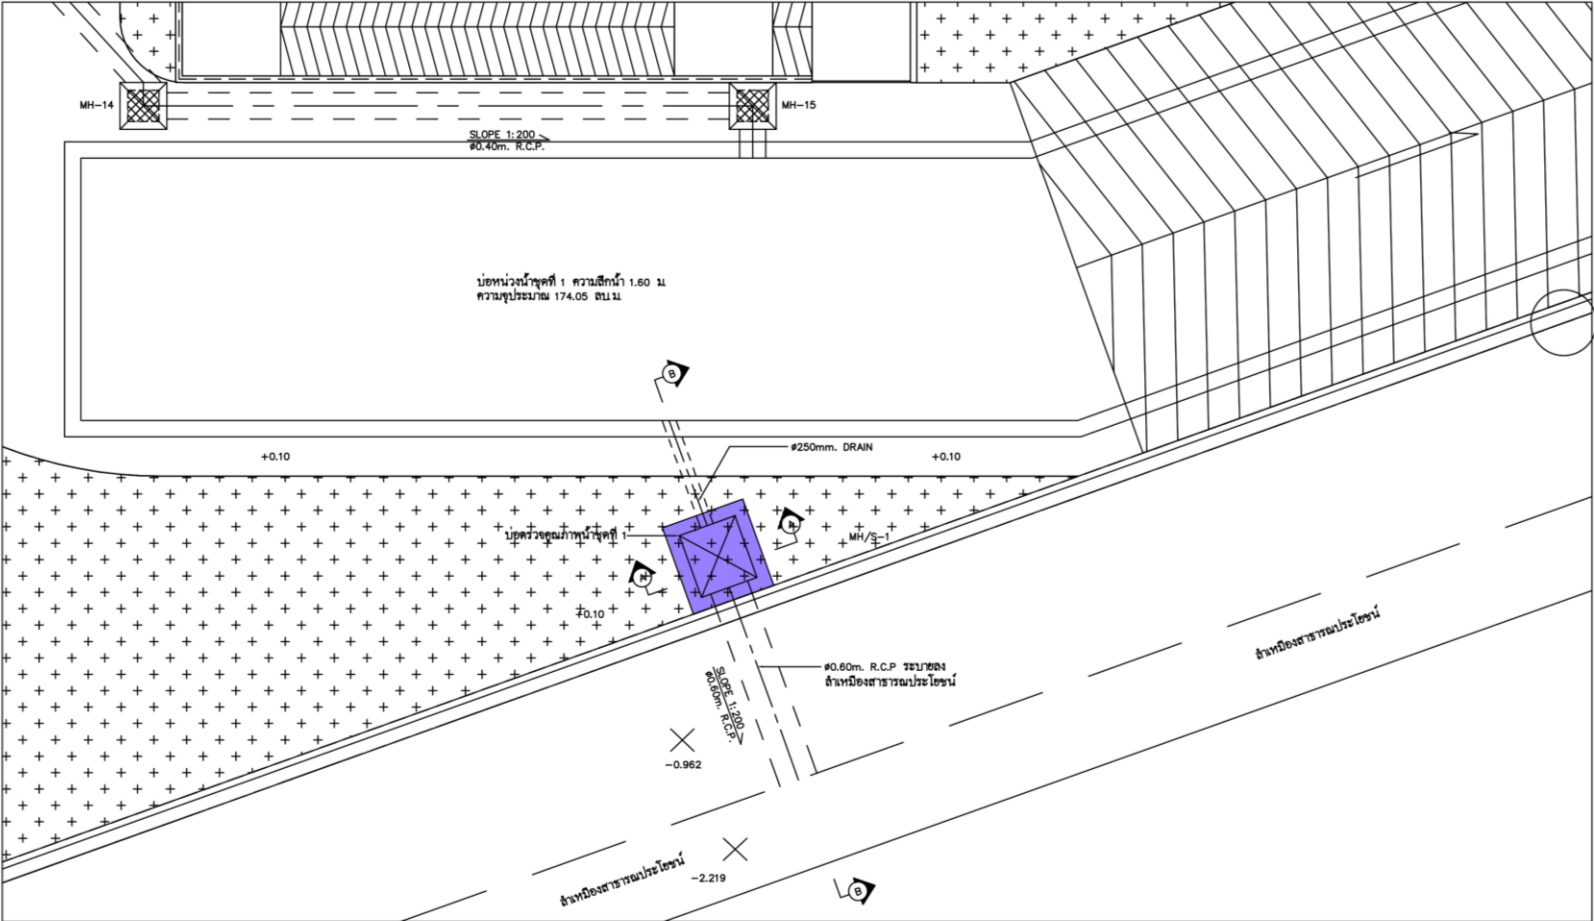 MH-14
MH-15
SLOPE 1:200
ø0.40m. R.C.P.
บ่อหน่วงน้ำชุดที่ 1 ความลึกน้ำ 1.60 ม.
ความจุประมาณ 174.05 ลบ.ม.
B
ø250mm. DRAIN
+0.10
+0.10
บ่อตรวจคุณภาพน้ำชุดที่ 1
A
MH/S-1
A
+0.10
ø0.60m. R.C.P ระบายลง
ลำเหมืองสาธารณประโยชน์
SLOPE 1:200
ø0.60m. R.C.P.
ลำเหมืองสาธารณประโยชน์
-0.962
-2.219
ลำเหมืองสาธารณประโยชน์
B